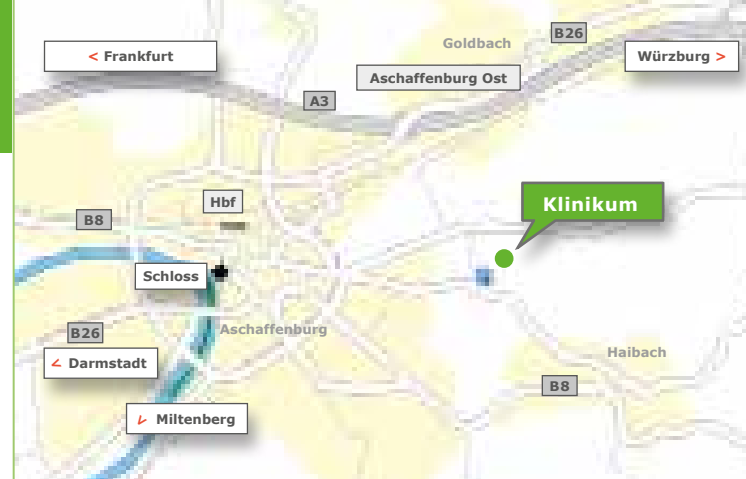 B26
Goldbach
< Frankfurt
Würzburg >
Aschaffenburg Ost
A3
Klinikum
Hbf
B8
Schloss
B26
Aschaffenburg
< Darmstadt
Haibach
B8
< Miltenberg